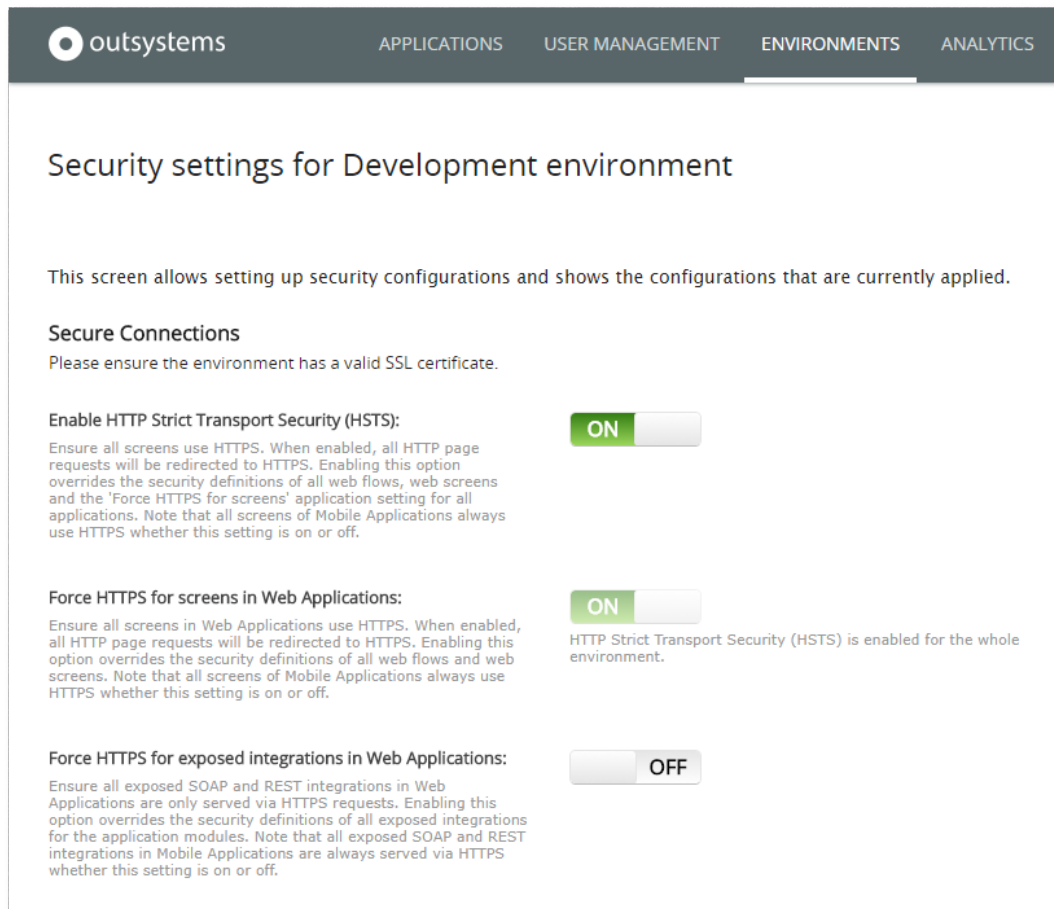 outsystems APPLICATIONS USER MANAGEMENT ENVIRONMENTS ANALYTICS
Security settings for Development environment
This screen allows setting up security configurations and shows the configurations that are currently applied.
Secure Connections
Please ensure the environment has a valid SSL certificate.
Enable HTTP Strict Transport Security (HSTS):
ON
Ensure all screens use HTTPS. When enabled, all HTTP page
requests will be redirected to HTTPS. Enabling this option
overrides the security definitions of all web flows, web screens
and the 'Force HTTPS for screens' application setting for all
applications. Note that all screens of Mobile Applications always
use HTTPS whether this setting is on or off.
Force HTTPS for screens in Web Applications:
ON
Ensure all screens in Web Applications use HTTPS. When enabled,
all HTTP page requests will be redirected to HTTPS. Enabling this
option overrides the security definitions of all web flows and web
screens. Note that all screens of Mobile Applications always use
HTTPS whether this setting is on or off.
HTTP Strict Transport Security (HSTS) is enabled for the whole
environment.
Force HTTPS for exposed integrations in Web Applications:
OFF
Ensure all exposed SOAP and REST integrations in Web
Applications are only served via HTTPS requests. Enabling this
option overrides the security definitions of all exposed integrations
for the application modules. Note that all exposed SOAP and REST
integrations in Mobile Applications are always served via HTTPS
whether this setting is on or off.